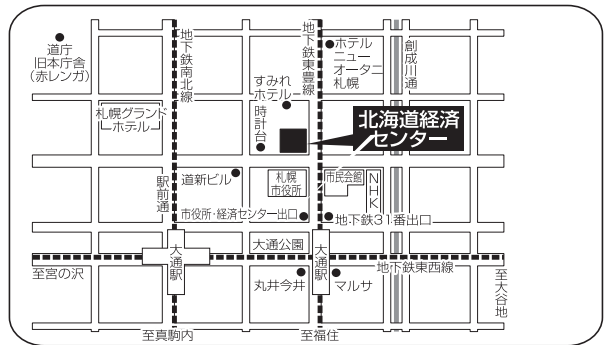 道庁
旧本庁舎
(赤レンガ)
地下鉄南北線
地下鉄東豊線
ホテル
ニュー
オータニ
札幌
創成川通
すみれ
ホテル
札幌グランド
ホテル
時計台
北海道経済
センター
駅前通
道新ビル
札幌
市役所
市民会館
NHK
市役所・経済センター出口
地下鉄31番出口
大通駅
大通公園
大通駅
地下鉄東西線
至宮の沢
丸井今井
マルサ
至大谷地
至真駒内
至福住